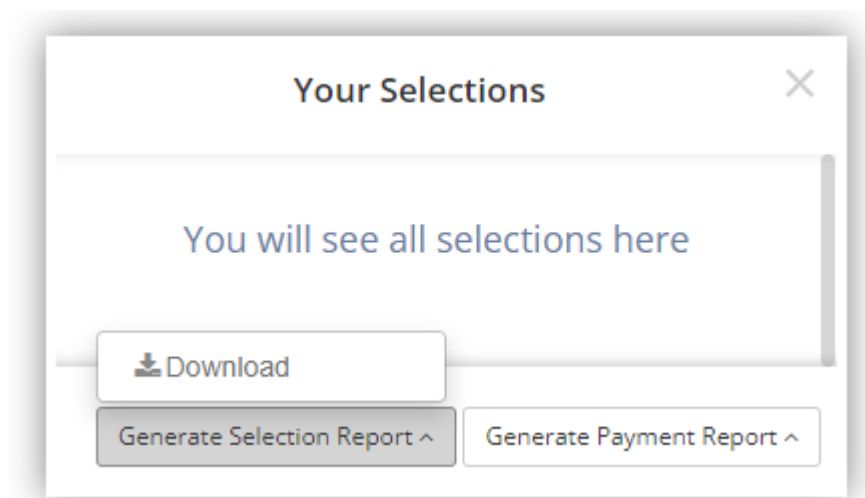 Your Selections
You will see all selections here
Download
Generate Selection Report
Generate Payment Report